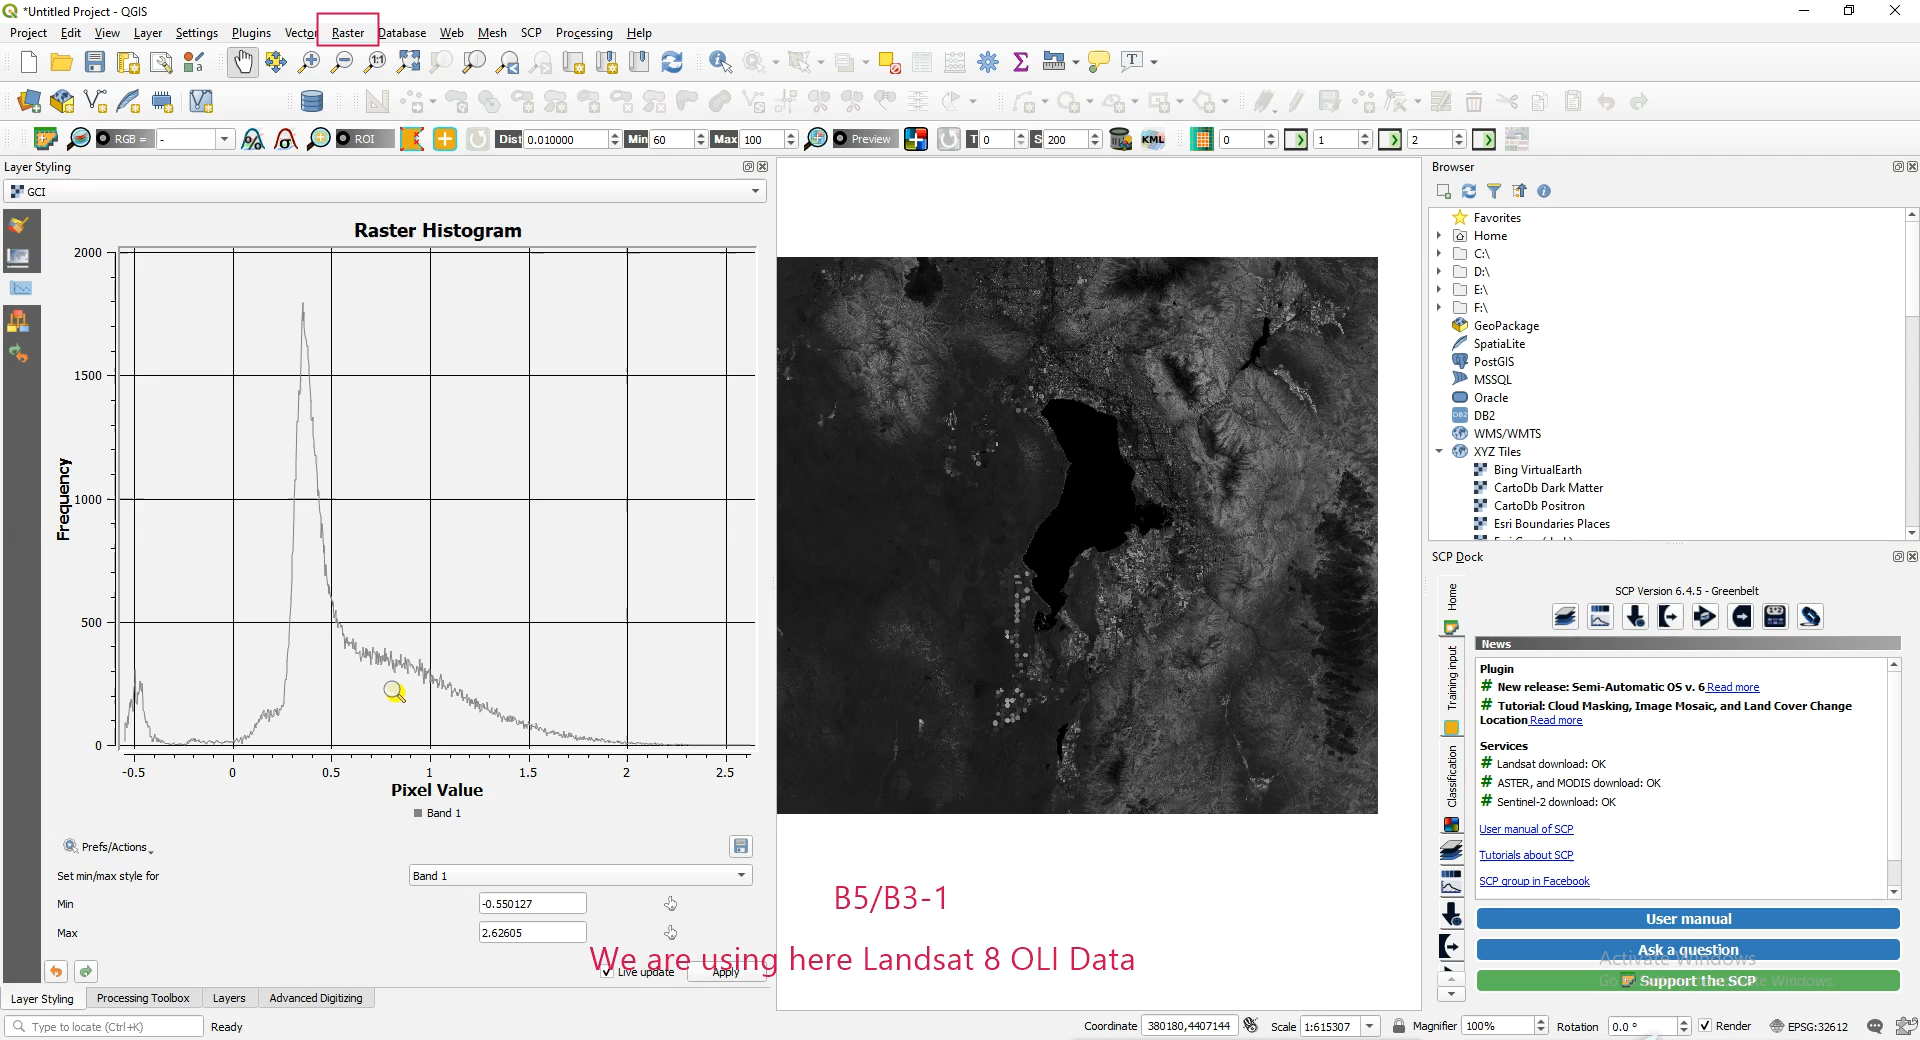 *Untitled Project - QGIS
Project Edit View Layer Settings Plugins Vector Raster Database Web Mesh SCP Processing Help
RGB = - ROI Dist 0.010000 Min 60 Max 100 Preview T 0 S 200 KML 0 1 2
Layer Styling
GCI
Raster Histogram
2000
1500
1000
500
0
Frequency
-0.5 0 0.5 1 1.5 2 2.5
Pixel Value
Band 1
Prefs/Actions
Set min/max style for Band 1
Min -0.550127
Max 2.62605
Live update Apply
Layer Styling Processing Toolbox Layers Advanced Digitizing
B5/B3-1
We are using here Landsat 8 OLI Data
Browser
Favorites
Home
C:\
D:\
E:\
F:\
GeoPackage
SpatiaLite
PostGIS
MSSQL
Oracle
DB2
WMS/WMTS
XYZ Tiles
Bing VirtualEarth
CartoDb Dark Matter
CartoDb Positron
Esri Boundaries Places
SCP Dock
Home
Training input
Classification
SCP Version 6.4.5 - Greenbelt
News
Plugin
# New release: Semi-Automatic OS v. 6 Read more
# Tutorial: Cloud Masking, Image Mosaic, and Land Cover Change
Location Read more
Services
# Landsat download: OK
# ASTER, and MODIS download: OK
# Sentinel-2 download: OK
User manual of SCP
Tutorials about SCP
SCP group in Facebook
User manual
Ask a question
Activate Windows
Support the SCP
Type to locate (Ctrl+K) Ready Coordinate 380180,4407144 Scale 1:615307 Magnifier 100% Rotation 0.0 ° Render EPSG:32612